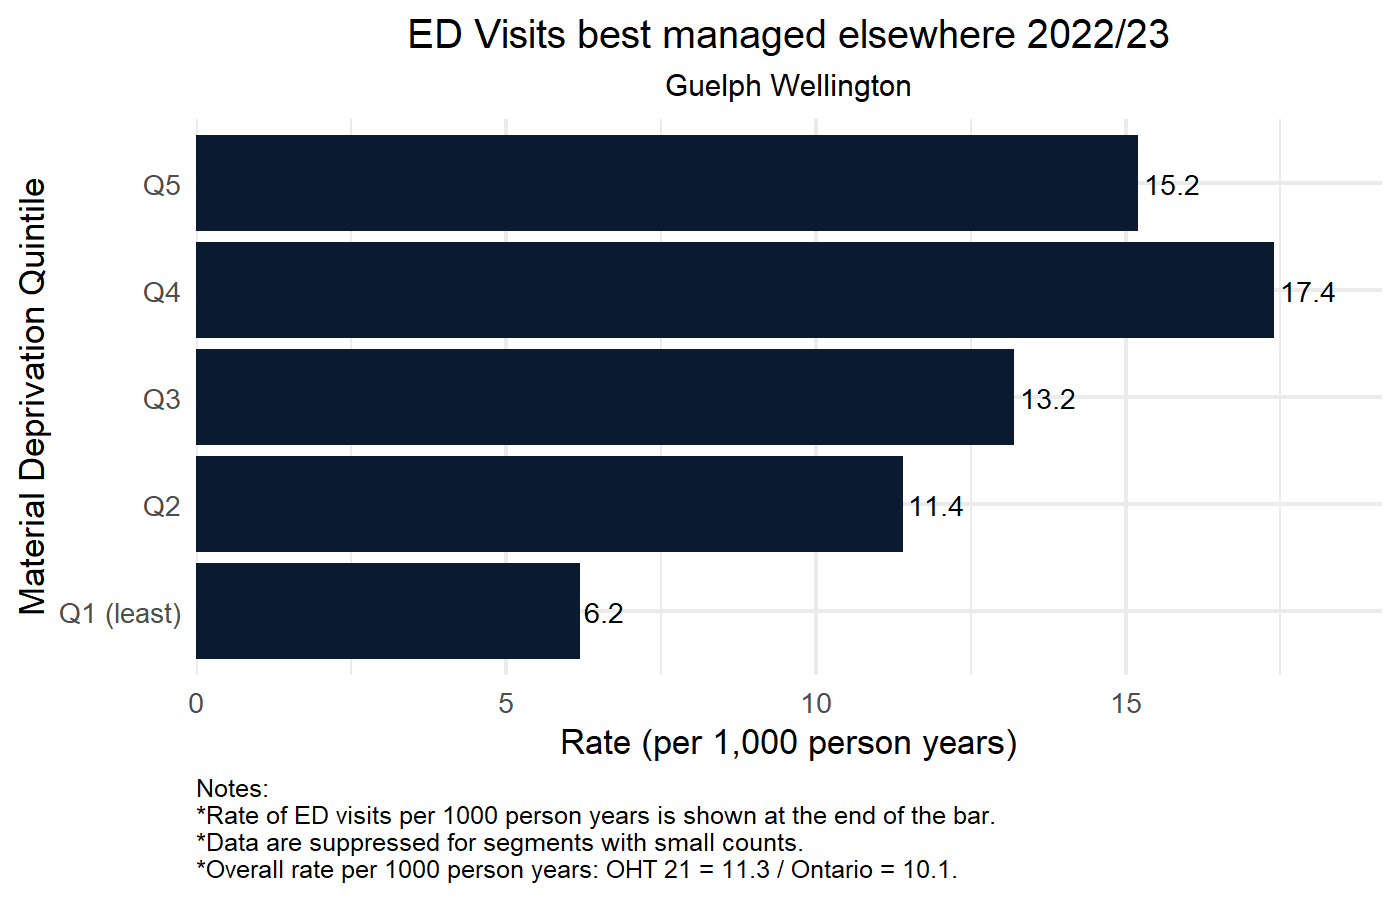 ED Visits best managed elsewhere 2022/23
Guelph Wellington
Material Deprivation Quintile
Q5
15.2
Q4
17.4
Q3
13.2
Q2
11.4
Q1 (least)
6.2
0 5 10 15
Rate (per 1,000 person years)
Notes:
*Rate of ED visits per 1000 person years is shown at the end of the bar.
*Data are suppressed for segments with small counts.
*Overall rate per 1000 person years: OHT 21 = 11.3 / Ontario = 10.1.